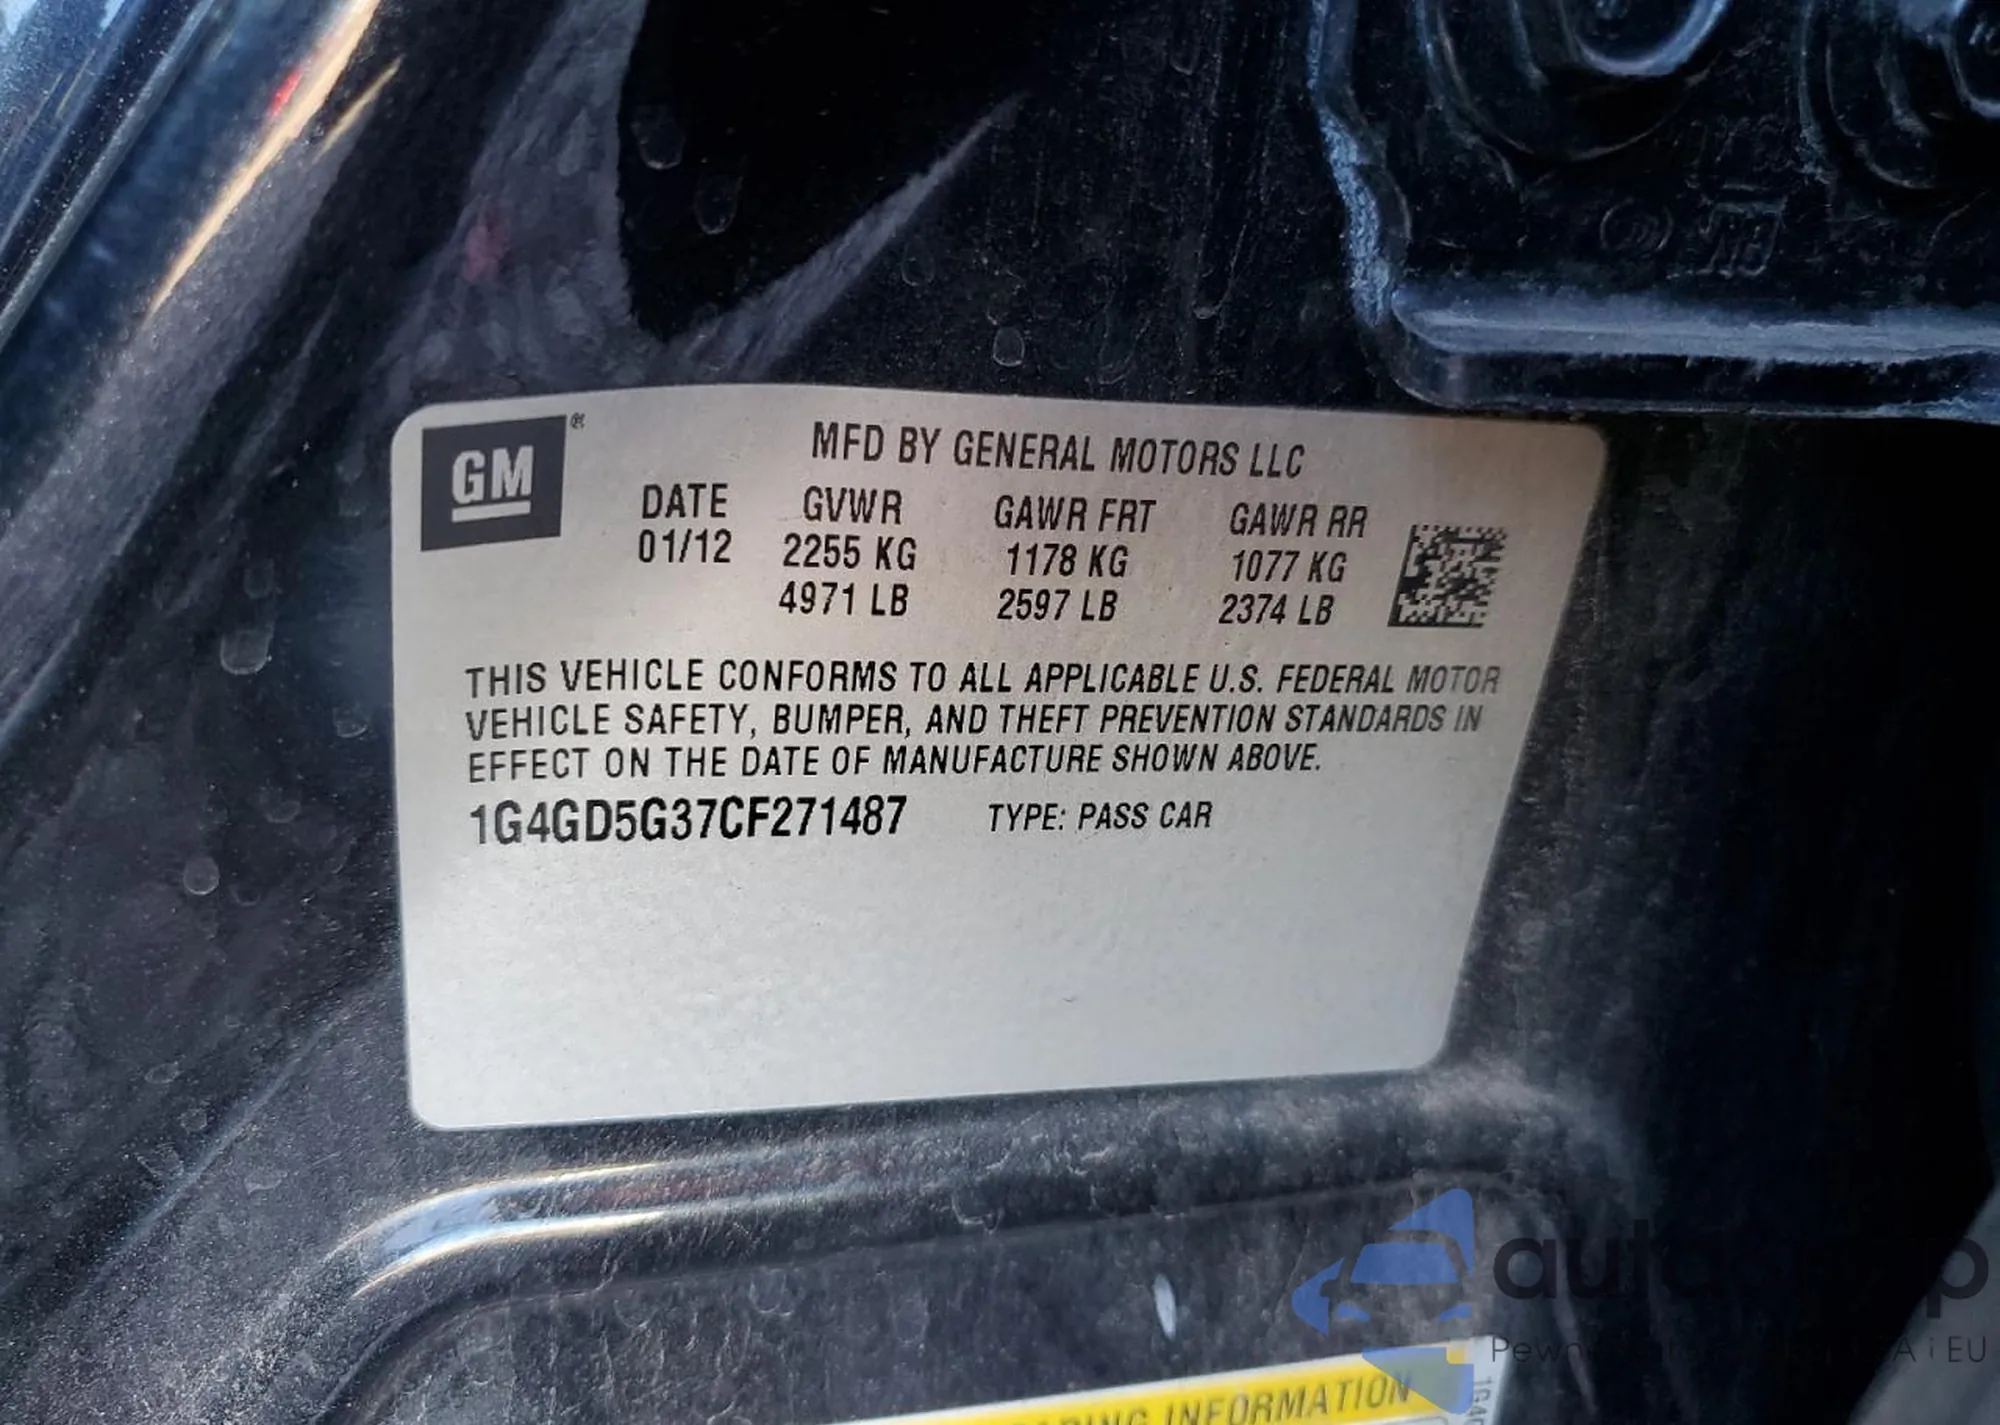 GM®
MFD BY GENERAL MOTORS LLC
DATE GVWR GAWR FRT GAWR RR
01/12 2255 KG 1178 KG 1077 KG
4971 LB 2597 LB 2374 LB
THIS VEHICLE CONFORMS TO ALL APPLICABLE U.S. FEDERAL MOTOR
VEHICLE SAFETY, BUMPER, AND THEFT PREVENTION STANDARDS IN
EFFECT ON THE DATE OF MANUFACTURE SHOWN ABOVE.
1G4GD5G37CF271487 TYPE: PASS CAR
i EU
INFORMATION